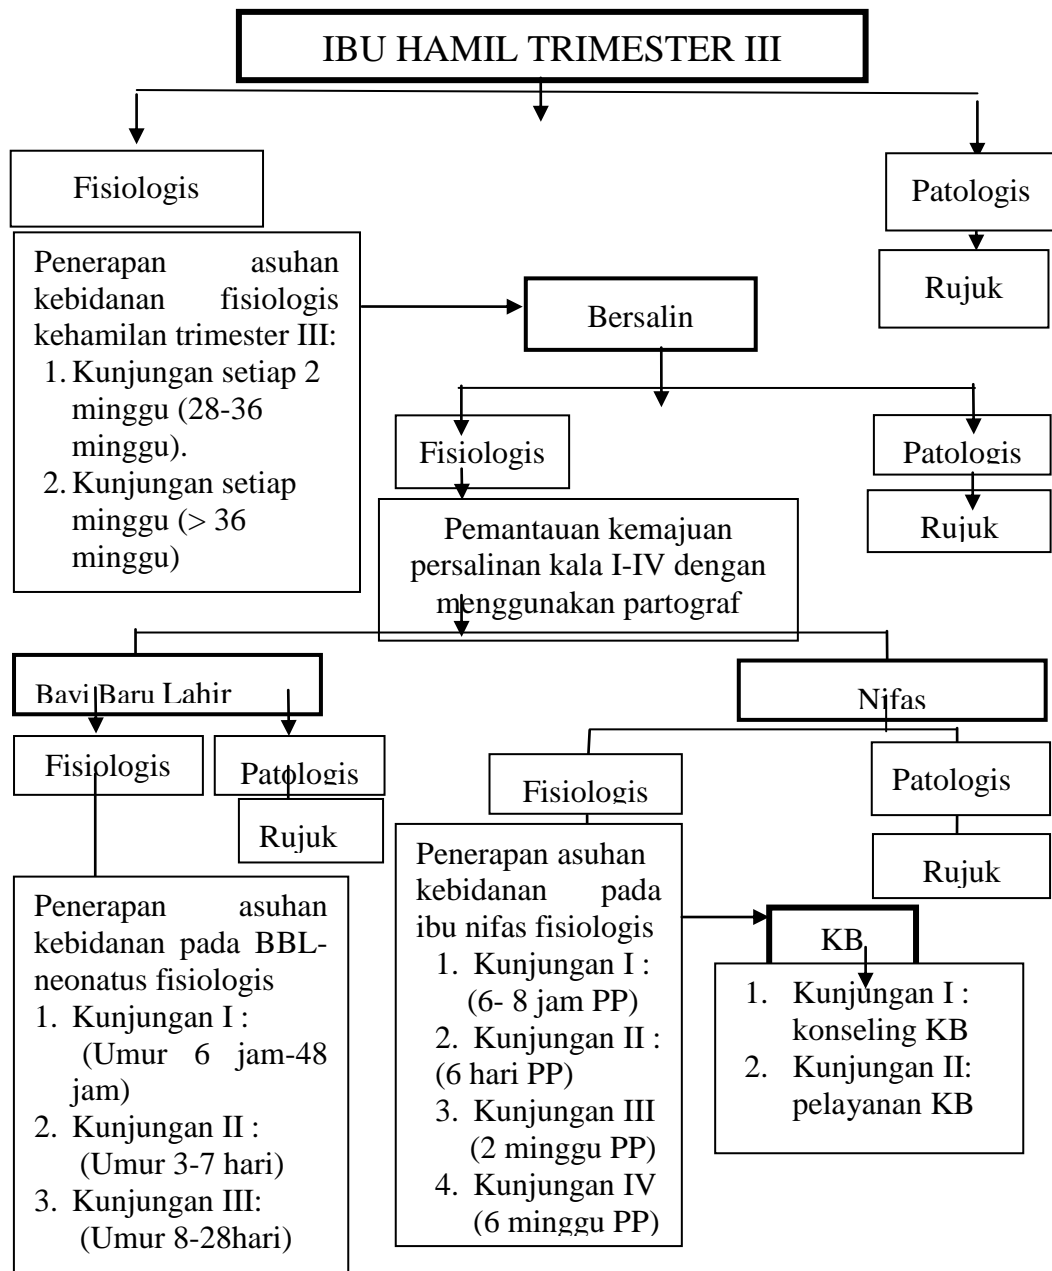 IBU HAMIL TRIMESTER III
Fisiologis
Patologis
Rujuk
Penerapan asuhan
kebidanan fisiologis
kehamilan trimester III:
1. Kunjungan setiap 2
minggu (28-36
minggu).
2. Kunjungan setiap
minggu (> 36
minggu)
Bersalin
Fisiologis
Patologis
Rujuk
Pemantauan kemajuan
persalinan kala I-IV dengan
menggunakan partograf
Bayi Baru Lahir
Nifas
Fisiologis
Patologis
Rujuk
Fisiologis
Patologis
Rujuk
Penerapan asuhan
kebidanan pada BBL-
neonatus fisiologis
1. Kunjungan I :
(Umur 6 jam-48
jam)
2. Kunjungan II :
(Umur 3-7 hari)
3. Kunjungan III:
(Umur 8-28hari)
Penerapan asuhan
kebidanan pada
ibu nifas fisiologis
1. Kunjungan I :
(6- 8 jam PP)
2. Kunjungan II :
(6 hari PP)
3. Kunjungan III
(2 minggu PP)
4. Kunjungan IV
(6 minggu PP)
KB
1. Kunjungan I :
konseling KB
2. Kunjungan II:
pelayanan KB